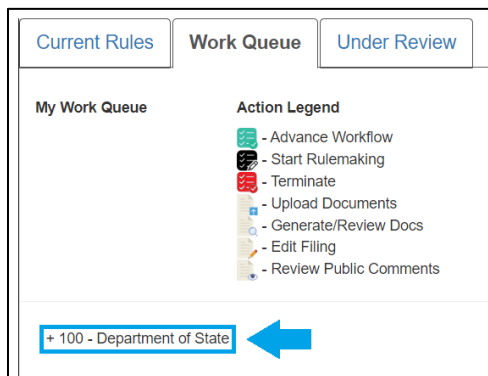 Current Rules Work Queue Under Review
My Work Queue Action Legend
- Advance Workflow
- Start Rulemaking
- Terminate
- Upload Documents
- Generate/Review Docs
- Edit Filing
- Review Public Comments
+ 100 - Department of State